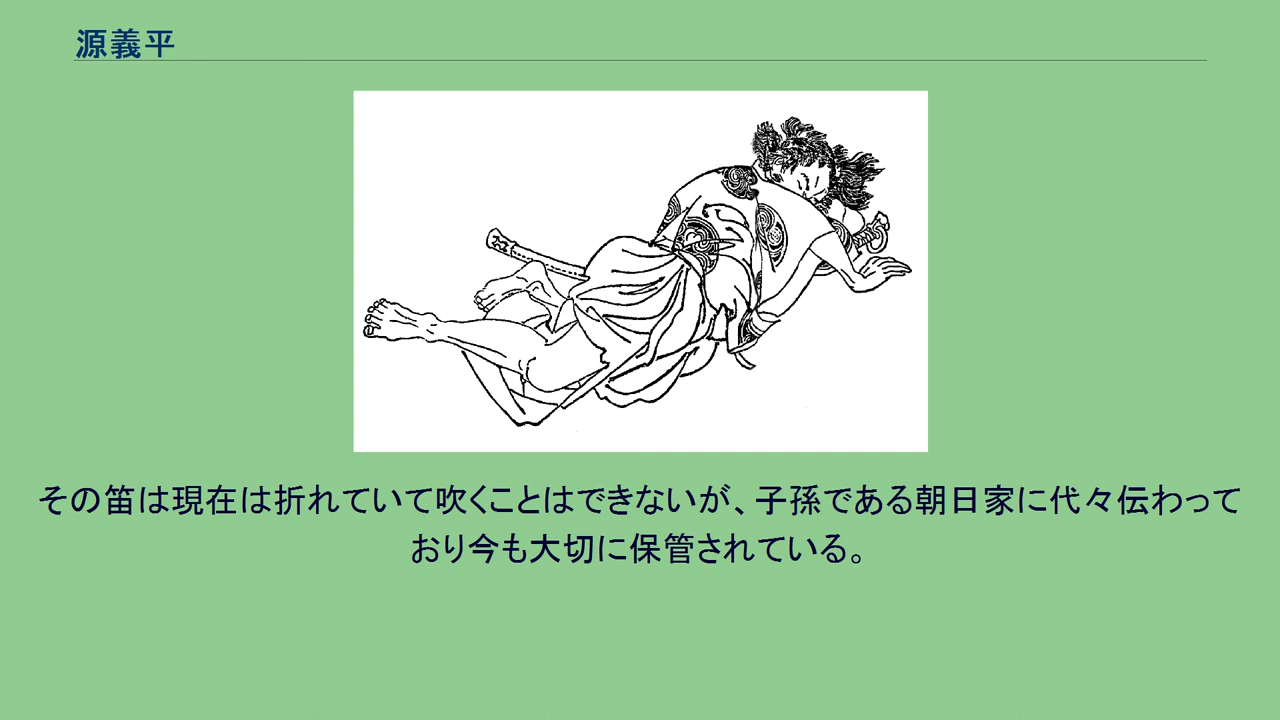 源義平
その笛は現在は折れていて吹くことはできないが、子孫である朝日家に代々伝わって
おり今も大切に保管されている。